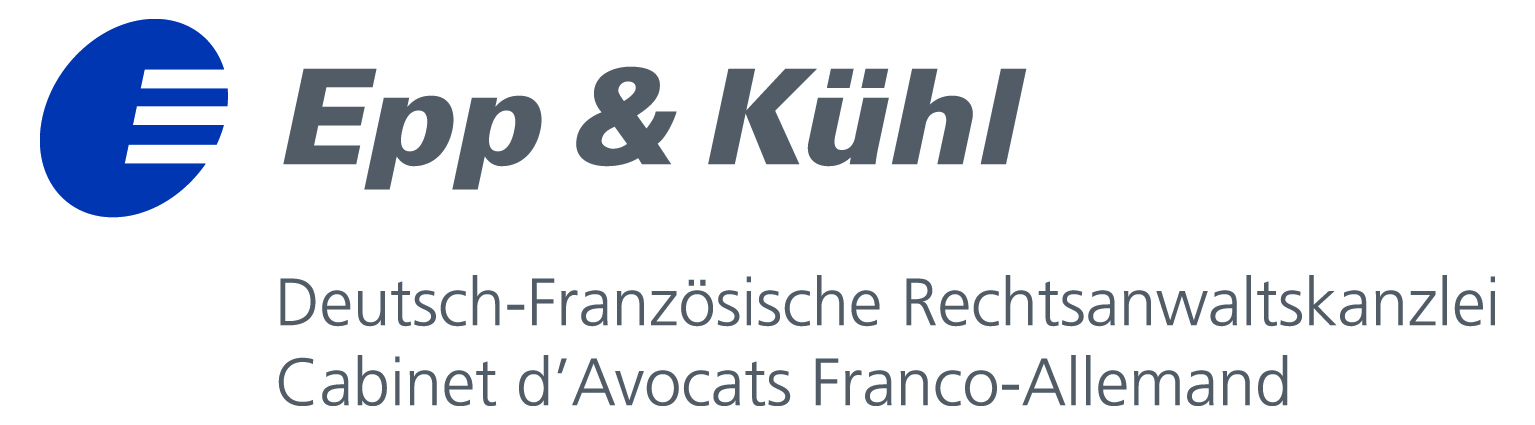 Epp & Kühl
Deutsch-Französische Rechtsanwaltskanzlei
Cabinet d’Avocats Franco-Allemand